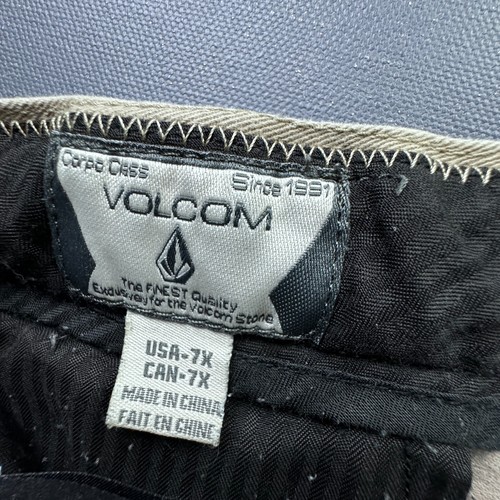 Corpo Class Since 1991
VOLCOM
The FINEST Quality
Exclusively for the Volcom Stone
USA-7X
CAN-7X
MADE IN CHINA
FAIT EN CHINE